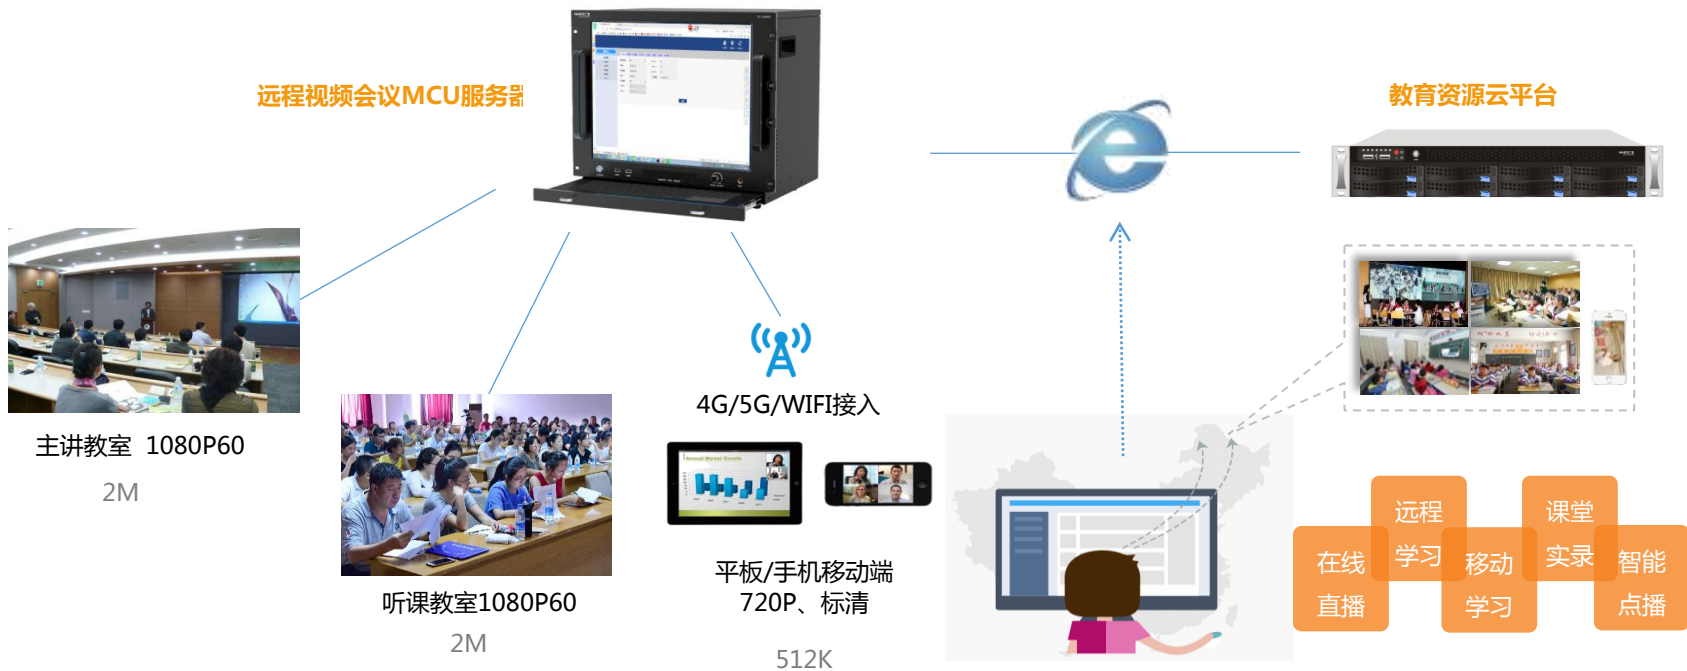 远程视频会议MCU服务器
教育资源云平台
主讲教室 1080P60
2M
听课教室1080P60
2M
4G/5G/WIFI接入
Annual Market Growth
平板/手机移动端
720P、标清
512K
在线
直播
远程
学习
移动
学习
课堂
实录
智能
点播